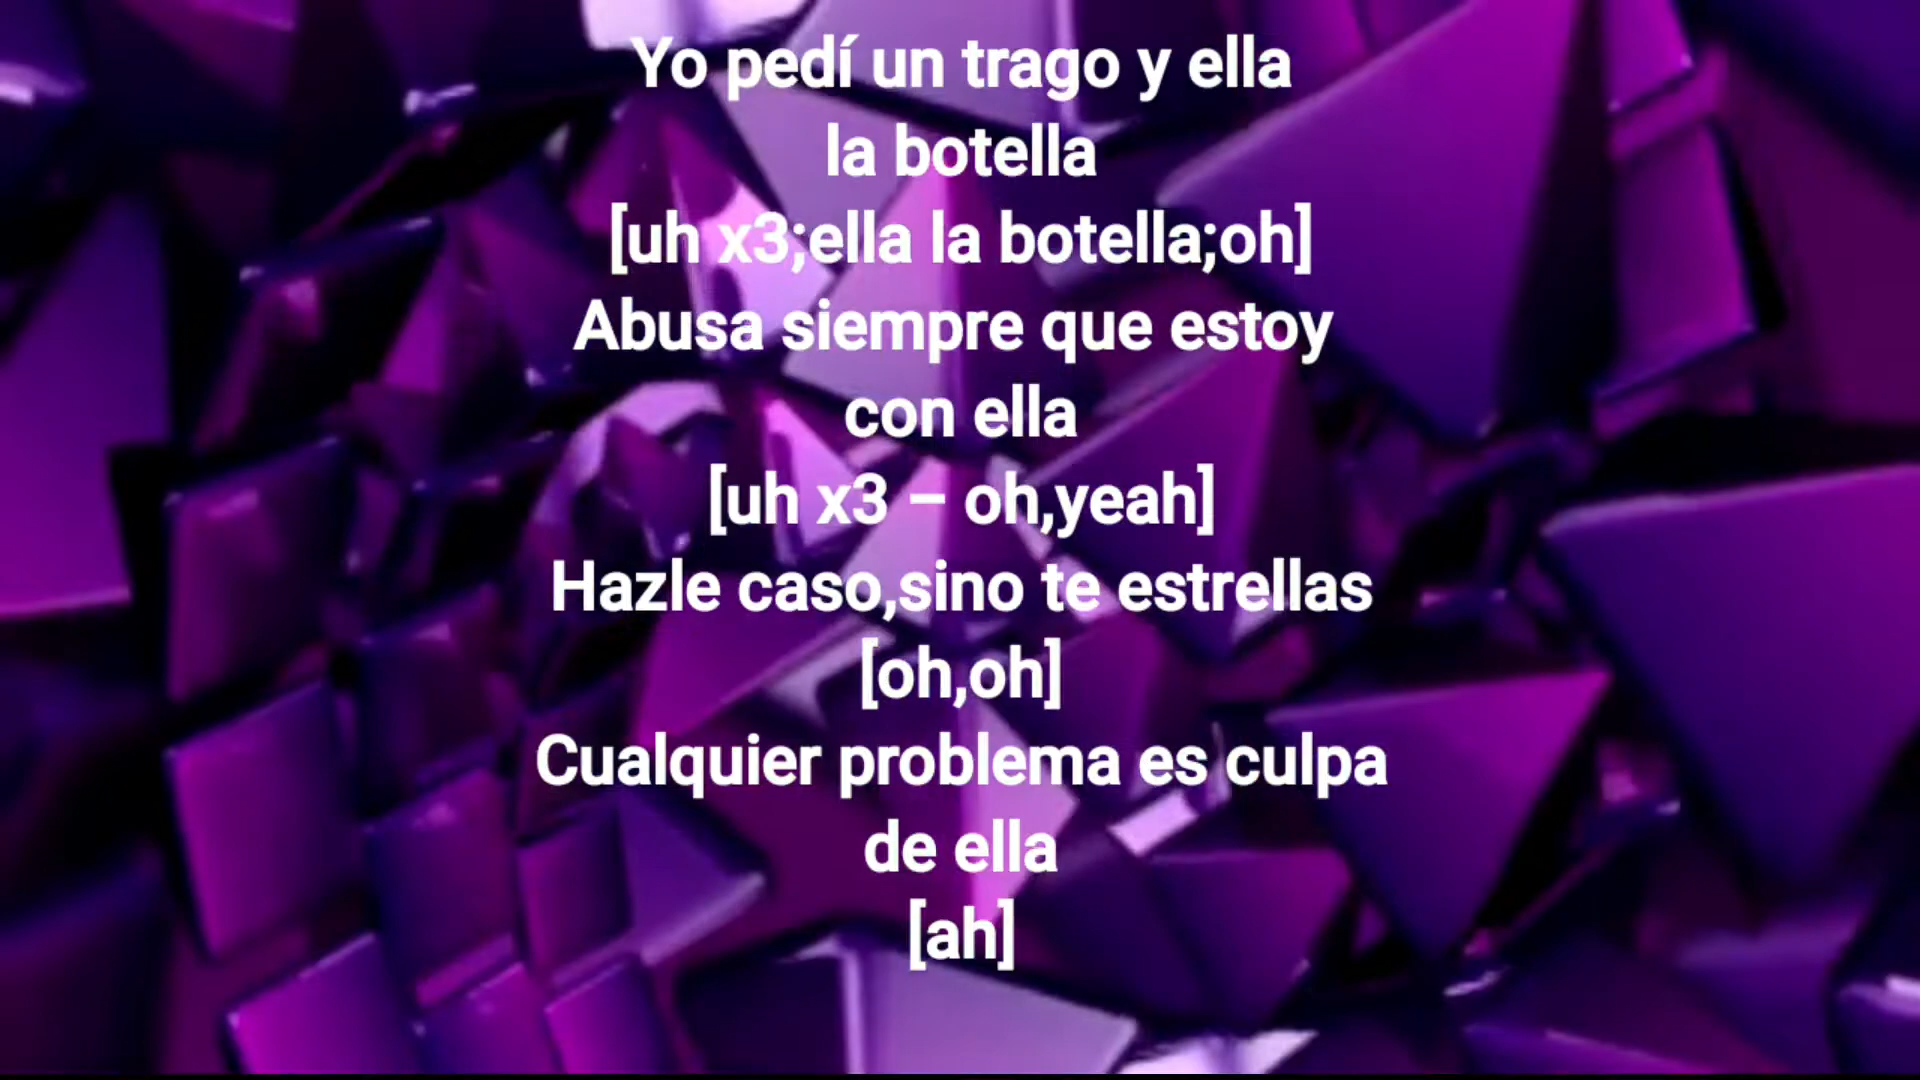 Yo pedí un trago y ella
la botella
[uh x3;ella la botella;oh]
Abusa siempre que estoy
con ella
[uh x3 – oh,yeah]
Hazle caso,sino te estrellas
[oh,oh]
Cualquier problema es culpa
de ella
[ah]